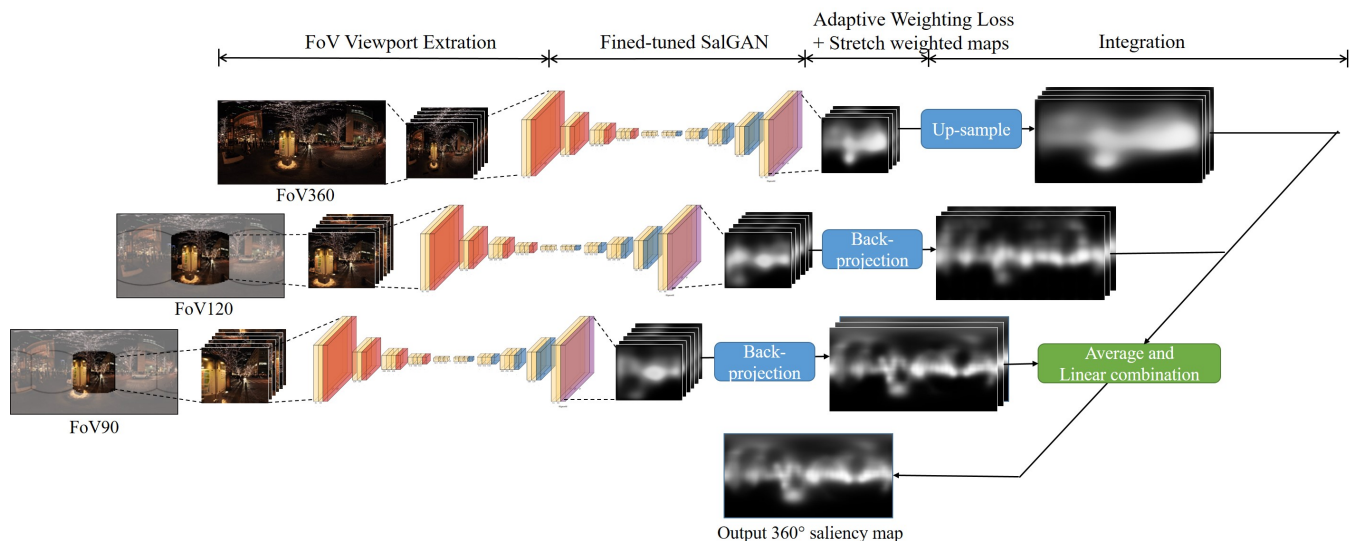 FoV Viewport Extration
Fined-tuned SalGAN
Adaptive Weighting Loss
+ Stretch weighted maps
Integration
FoV360
Up-sample
FoV120
Back-
projection
FoV90
Back-
projection
Average and
Linear combination
Output 360° saliency map